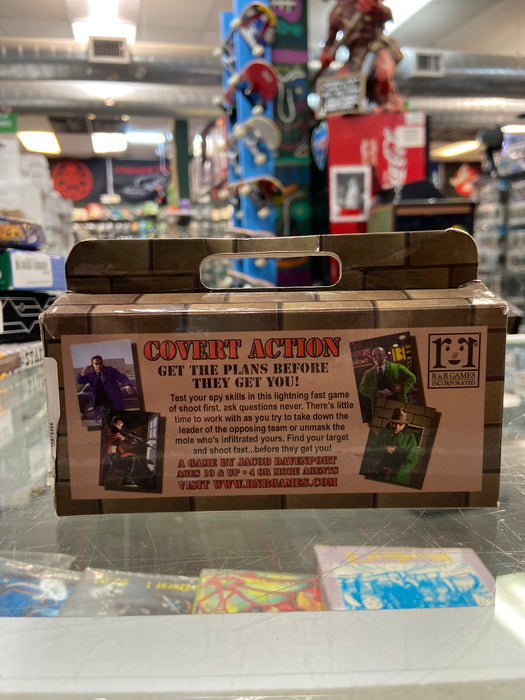 Coca-Cola
COVERT ACTION
GET THE PLANS BEFORE
THEY GET YOU!
Test your spy skills in this lightning fast game
of shoot first, ask questions never. There's little
time to work with as you try to take down the
leader of the opposing team or unmask the
mole who's infiltrated yours. Find your target
and shoot fast...before they get you!
A GAME BY JACOB DAVENPORT
AGES 10 & UP • 4 OR MORE AGENTS
VISIT WWW.RNRGAMES.COM
R&R
R&R GAMES
INCORPORATED